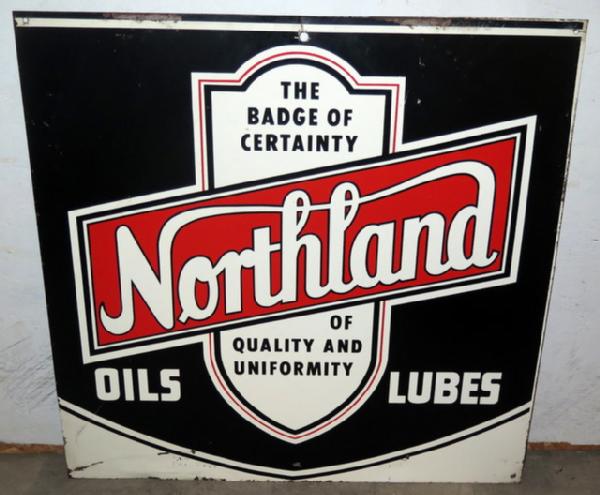 THE
BADGE OF
CERTAINTY
Northland
OF
QUALITY AND
UNIFORMITY
OILS
LUBES